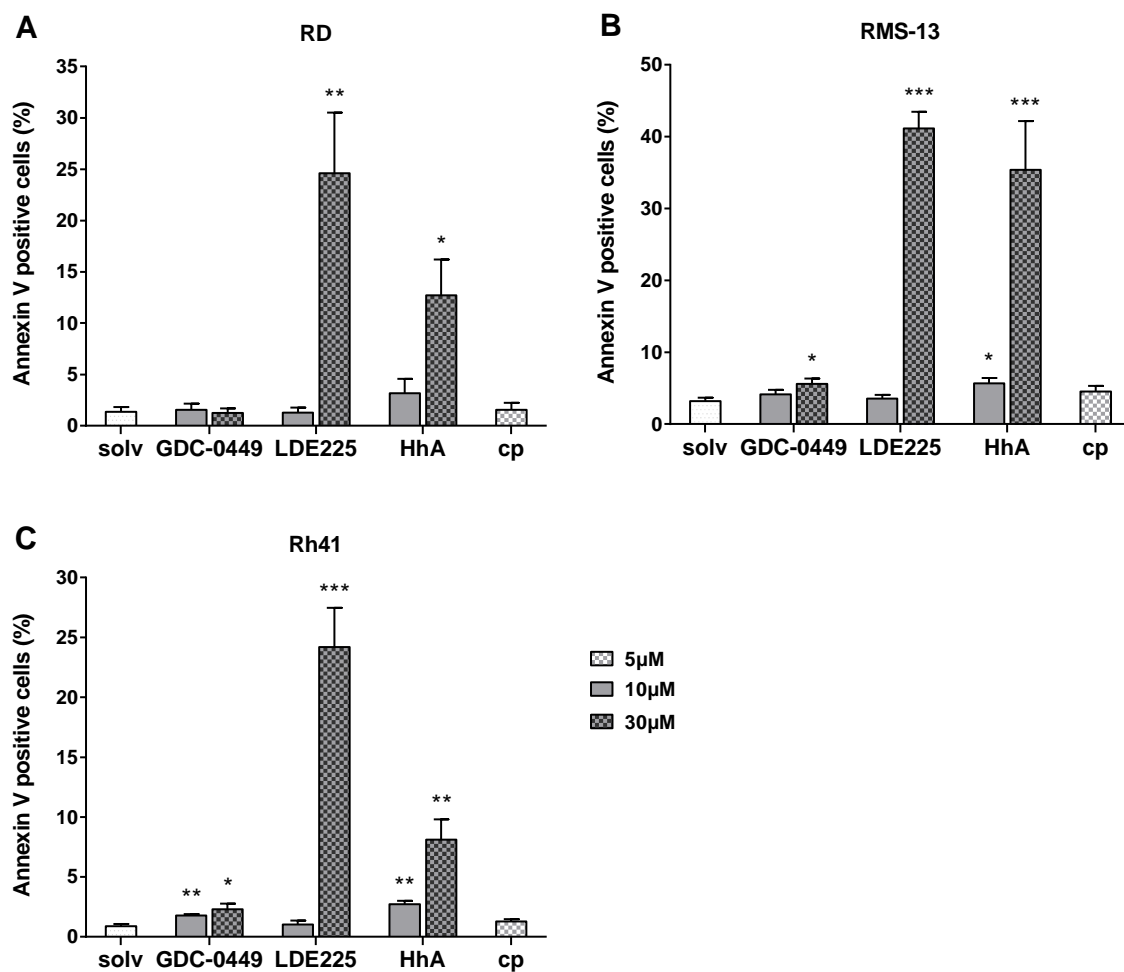 A
RD
Annexin V positive cells (%)
35
30
25
20
15
10
5
0
**
*
solv GDC-0449 LDE225 HhA cp
B
RMS-13
Annexin V positive cells (%)
50
40
30
20
10
0
*
***
*
***
solv GDC-0449 LDE225 HhA cp
C
Rh41
Annexin V positive cells (%)
30
25
20
15
10
5
0
**
*
***
**
**
solv GDC-0449 LDE225 HhA cp
5µM
10µM
30µM